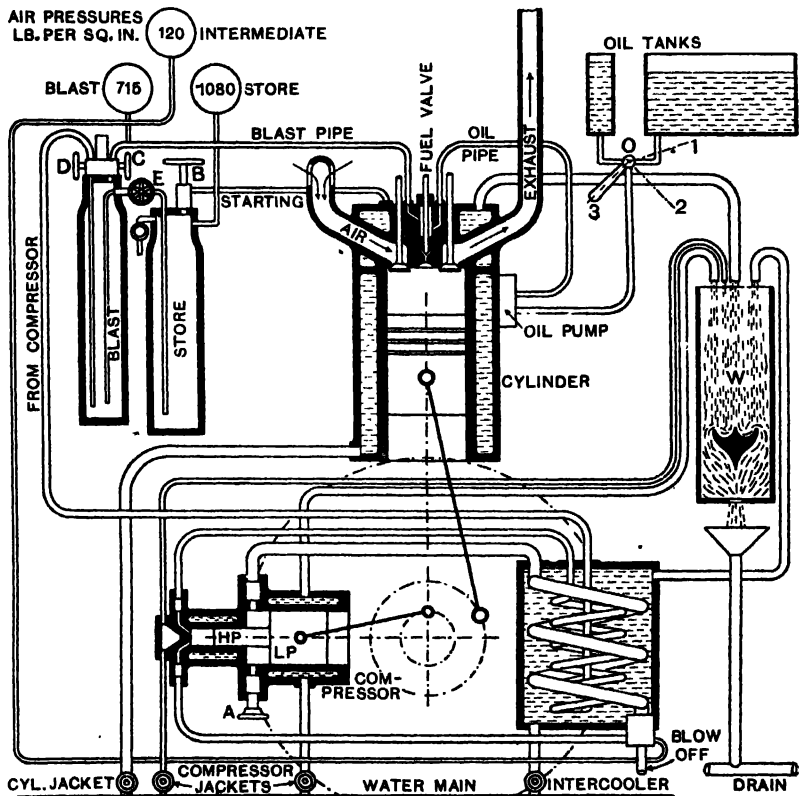 AIR PRESSURES
LB. PER SQ. IN.
120
INTERMEDIATE
BLAST
715
1080
STORE
OIL TANKS
BLAST PIPE
FUEL VALVE
OIL
PIPE
EXHAUST
O
1
2
3
D
C
E
B
STARTING
AIR
FROM COMPRESSOR
BLAST
STORE
OIL PUMP
CYLINDER
W
HP
LP
COM-
PRESSOR
A
BLOW
OFF
CYL. JACKET
COMPRESSOR
JACKETS
WATER MAIN
INTERCOOLER
DRAIN